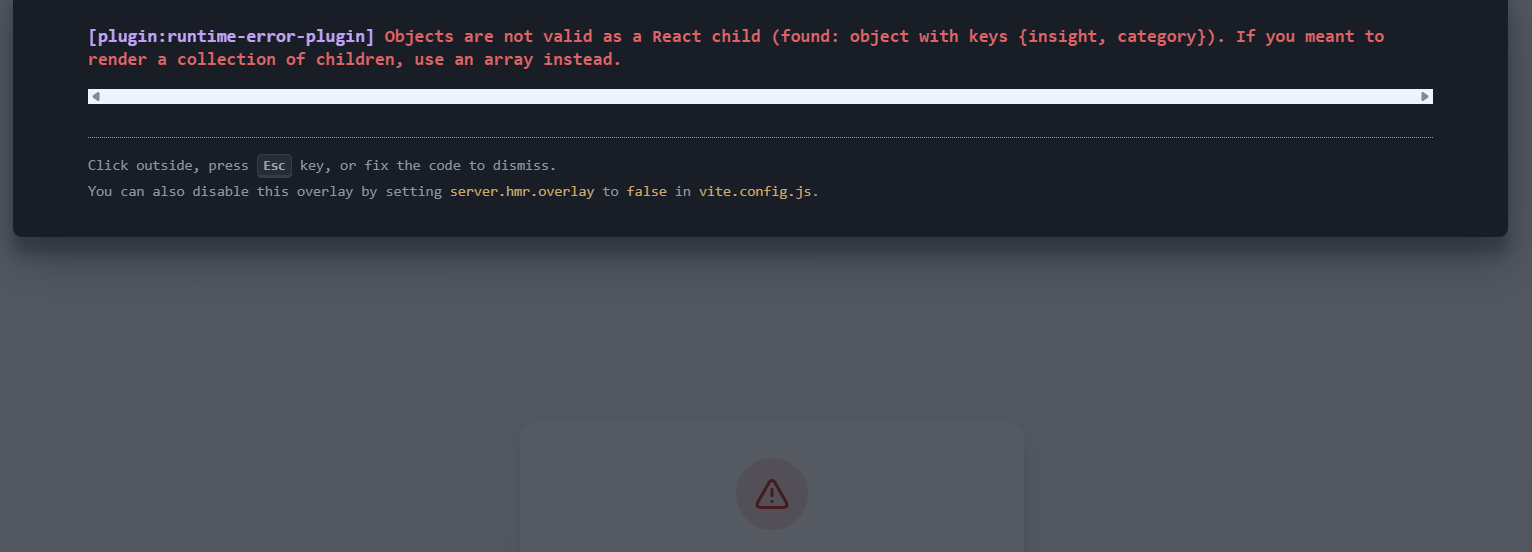 [plugin:runtime-error-plugin] Objects are not valid as a React child (found: object with keys {insight, category}). If you meant to
render a collection of children, use an array instead.
Click outside, press Esc key, or fix the code to dismiss.
You can also disable this overlay by setting server.hmr.overlay to false in vite.config.js.